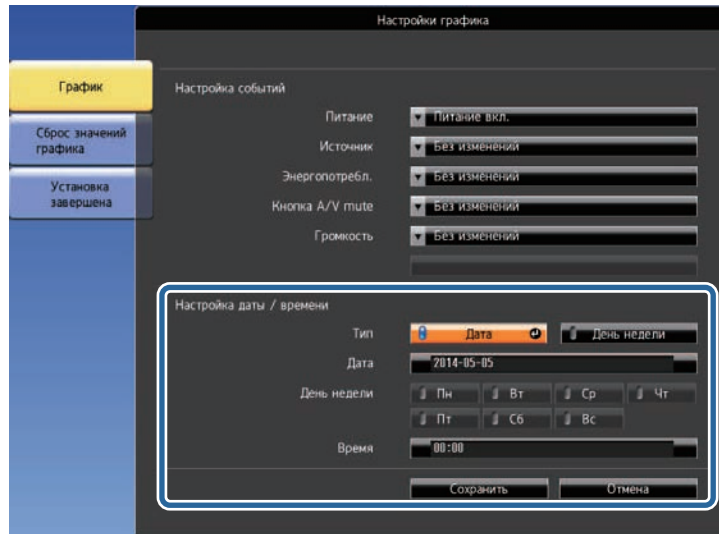 Настройки графика
График
Сброс значений
графика
Установка
завершена
Настройка событий
Питание Питание вкл.
Источник Без изменений
Энергопотребл. Без изменений
Кнопка A/V mute Без изменений
Громкость Без изменений
Настройка даты / времени
Тип Дата День недели
Дата 2014-05-05
День недели Пн Вт Ср Чт
Пт Сб Вс
Время 00:00
Сохранить Отмена